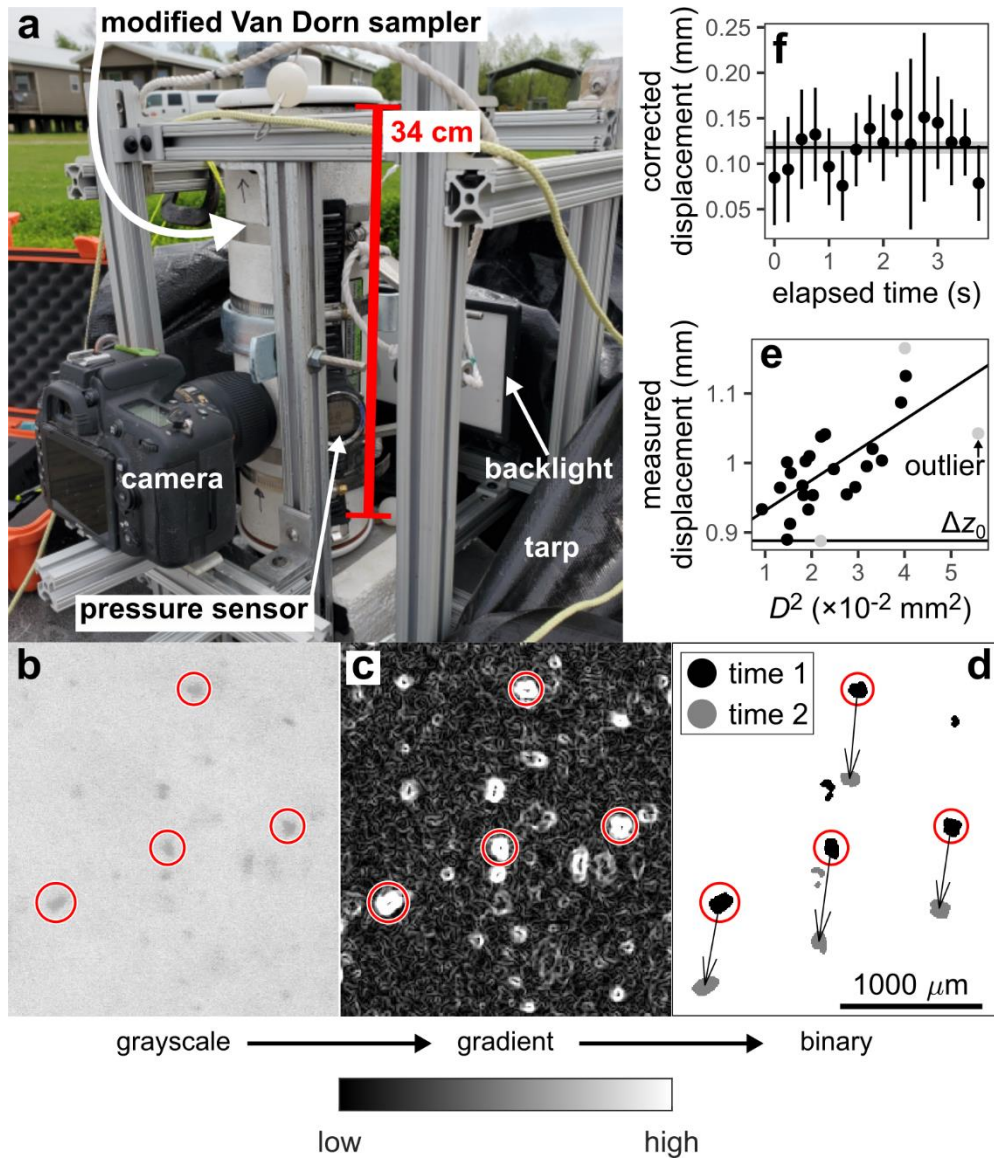 a
modified Van Dorn sampler
34 cm
camera
backlight
tarp
pressure sensor
f
corrected
displacement (mm)
0.25
0.20
0.15
0.10
0.05
0 1 2 3
elapsed time (s)
e
measured
displacement (mm)
1.1
1
0.9
outlier
Δz₀
1 2 3 4 5
D² (×10⁻² mm²)
b
c
d
time 1
time 2
1000 μm
grayscale gradient binary
low high